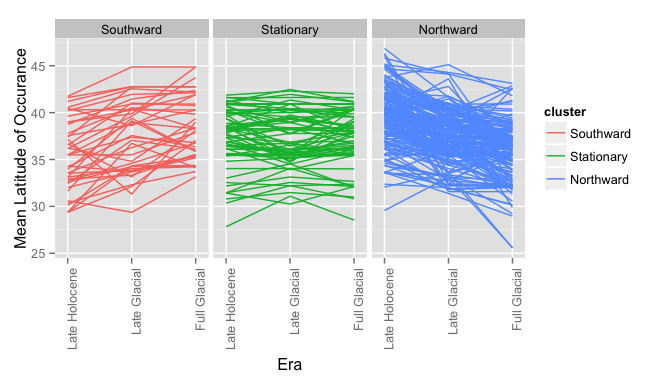 Southward
Stationary
Northward
Mean Latitude of Occurance
45
40
35
30
25
Late Holocene
Late Glacial
Full Glacial
Late Holocene
Late Glacial
Full Glacial
Late Holocene
Late Glacial
Full Glacial
Era
cluster
Southward
Stationary
Northward